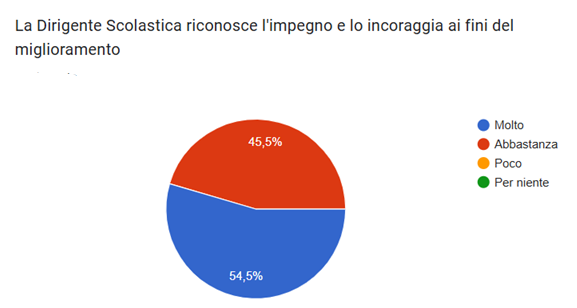 La Dirigente Scolastica riconosce l'impegno e lo incoraggia ai fini del
miglioramento
Molto
Abbastanza
Poco
Per niente
45,5%
54,5%